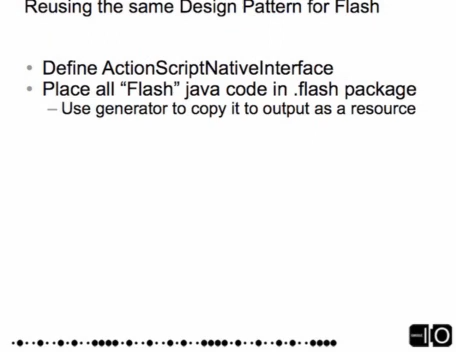 Reusing the same Design Pattern for Flash
• Define ActionScriptNativeInterface
• Place all “Flash” java code in .flash package
– Use generator to copy it to output as a resource
IO